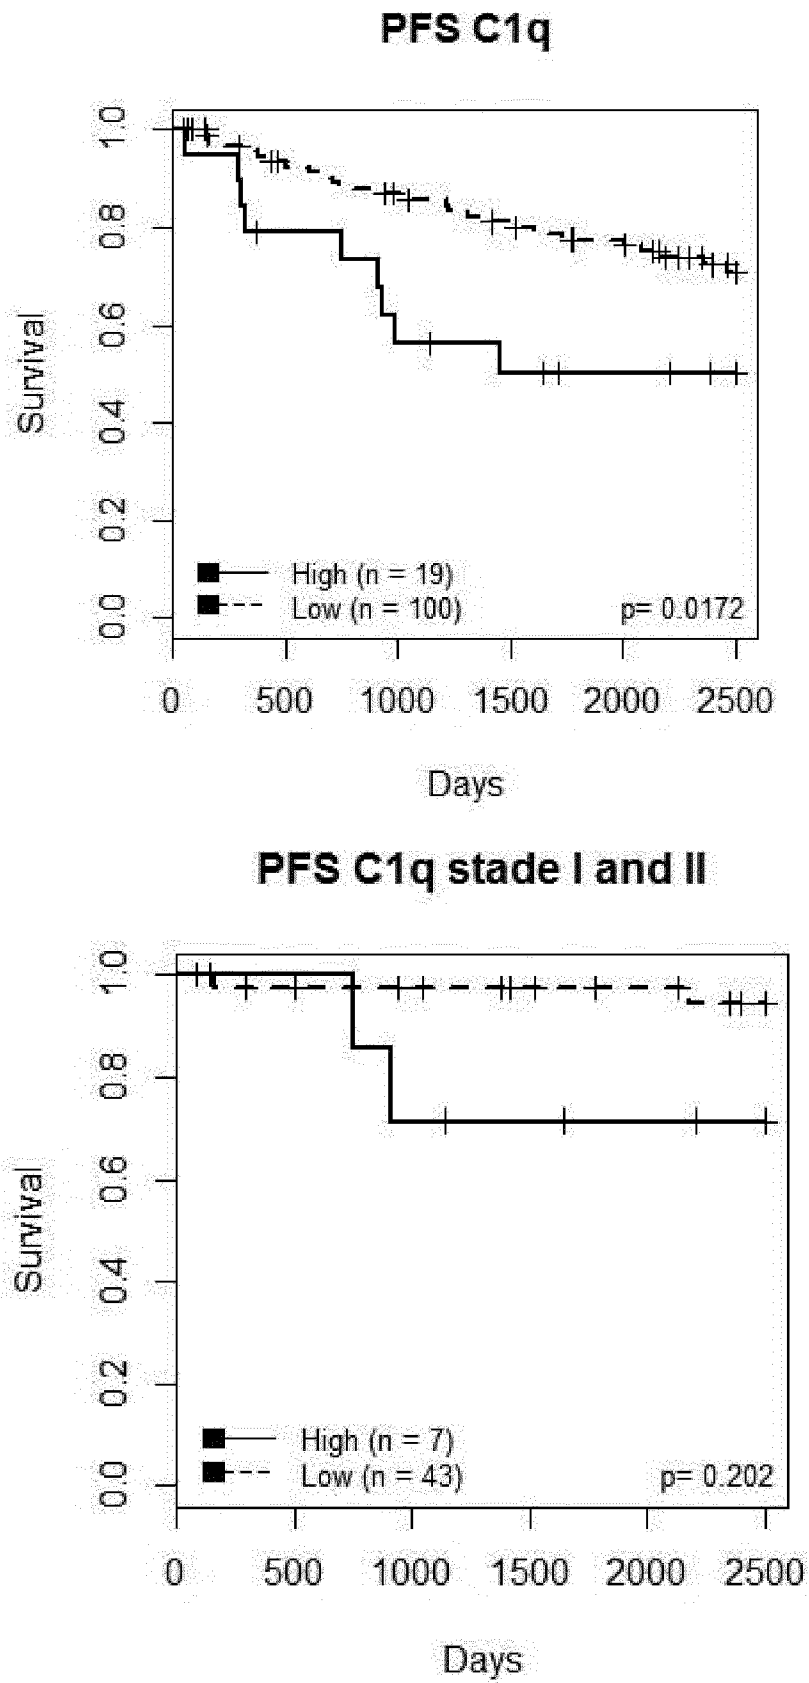 PFS C1q
Survival
1.0
0.8
0.6
0.4
0.2
0.0
High (n = 19)
Low (n = 100)
p= 0.0172
0 500 1000 1500 2000 2500
Days
PFS C1q stade I and II
Survival
1.0
0.8
0.6
0.4
0.2
0.0
High (n = 7)
Low (n = 43)
p= 0.202
0 500 1000 1500 2000 2500
Days